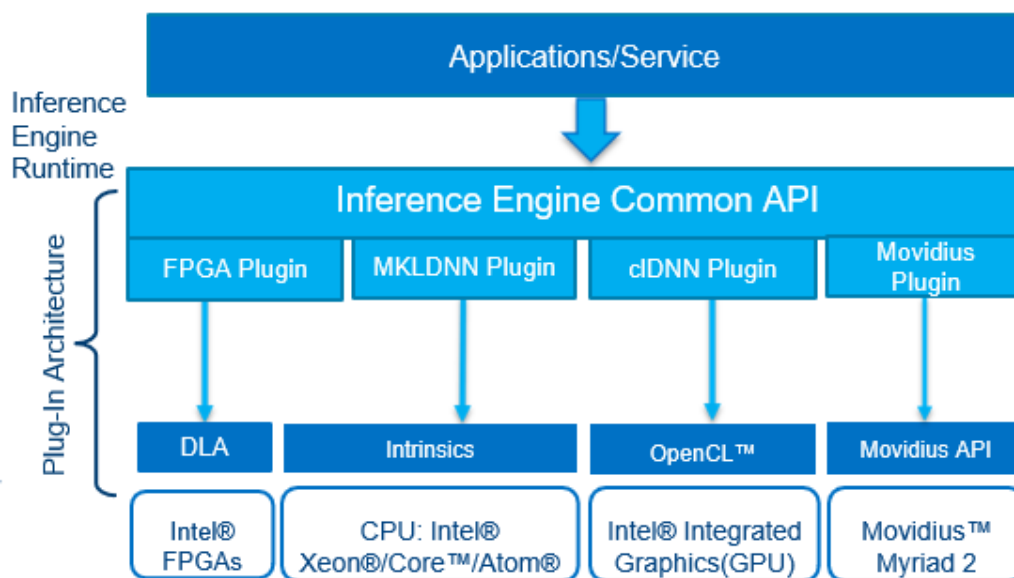 Applications/Service
Inference
Engine
Runtime
Inference Engine Common API
FPGA Plugin
MKLDNN Plugin
clDNN Plugin
Movidius
Plugin
Plug-In Architecture
DLA
Intrinsics
OpenCL™
Movidius API
Intel®
FPGAs
CPU: Intel®
Xeon®/Core™/Atom®
Intel® Integrated
Graphics(GPU)
Movidius™
Myriad 2